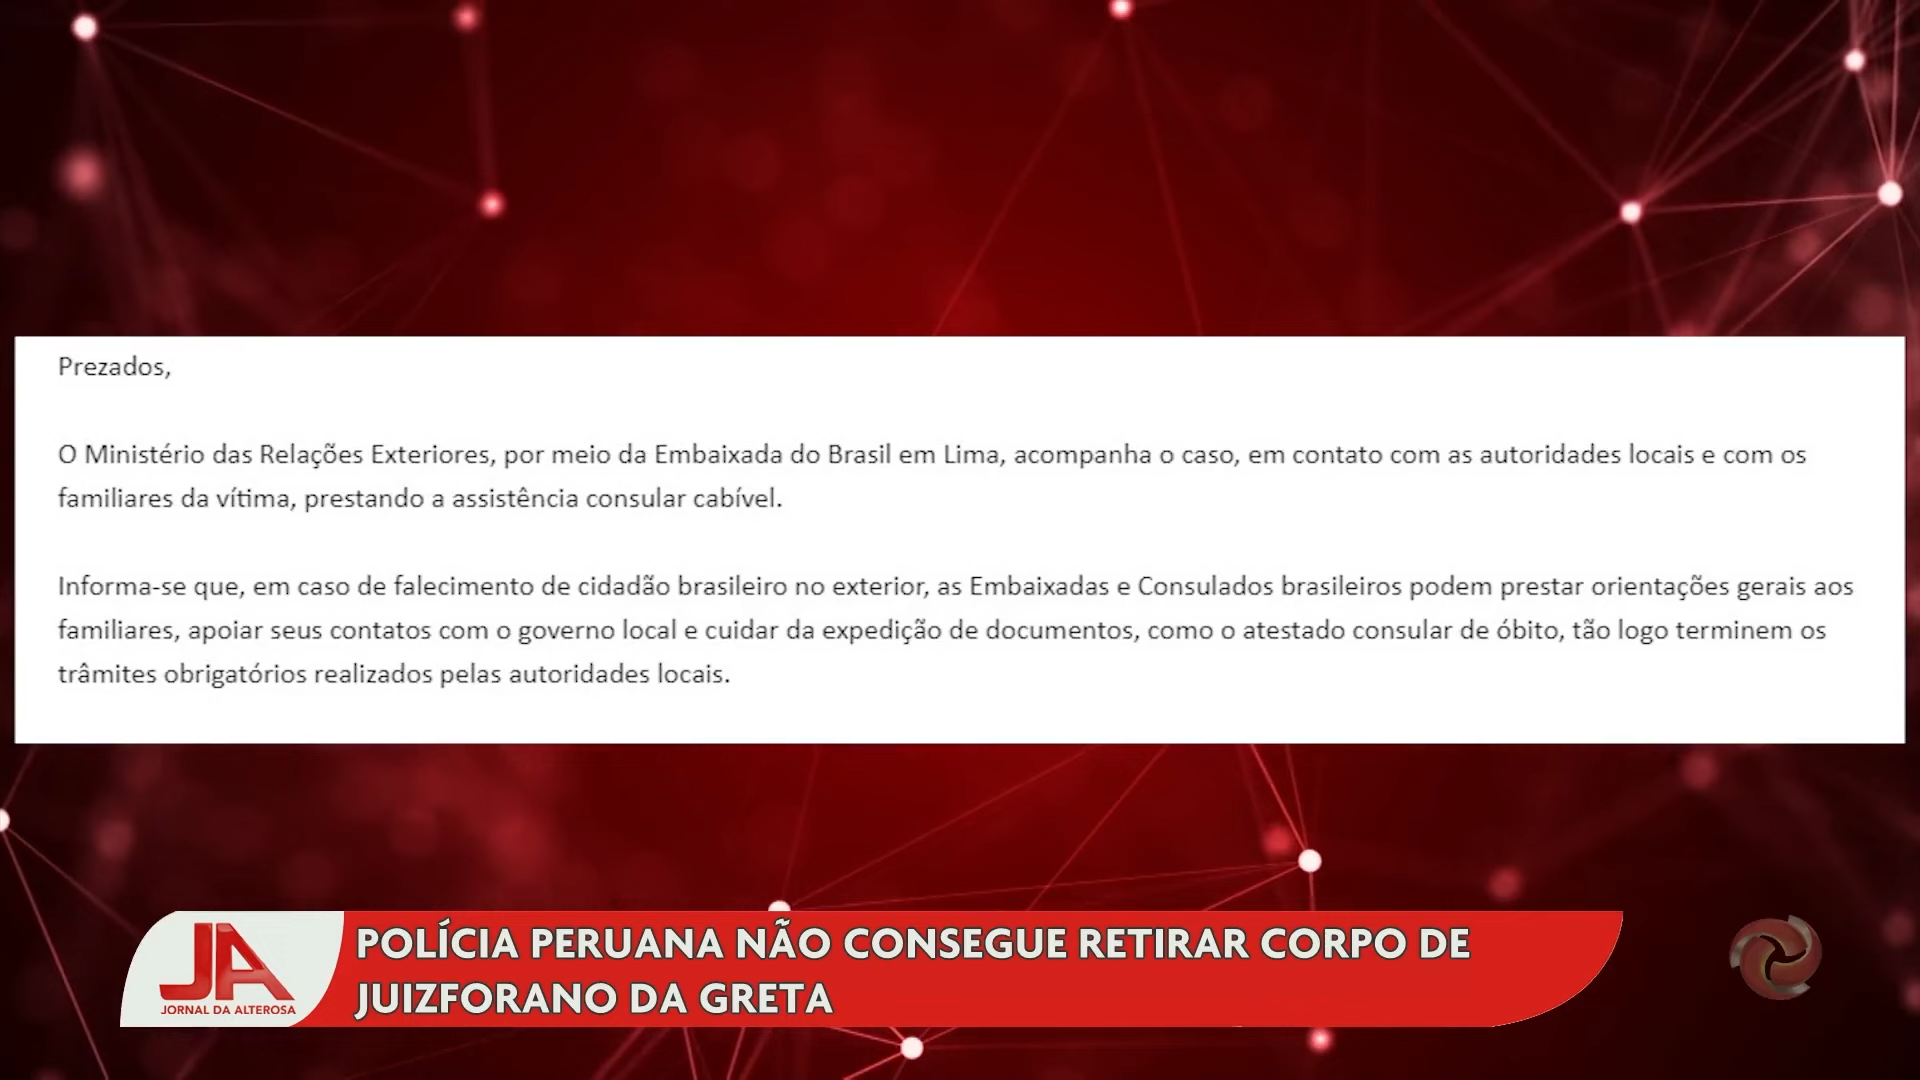 Prezados,
O Ministério das Relações Exteriores, por meio da Embaixada do Brasil em Lima, acompanha o caso, em contato com as autoridades locais e com os
familiares da vítima, prestando a assistência consular cabível.
Informa-se que, em caso de falecimento de cidadão brasileiro no exterior, as Embaixadas e Consulados brasileiros podem prestar orientações gerais aos
familiares, apoiar seus contatos com o governo local e cuidar da expedição de documentos, como o atestado consular de óbito, tão logo terminem os
trâmites obrigatórios realizados pelas autoridades locais.
JA
JORNAL DA ALTEROSA
POLÍCIA PERUANA NÃO CONSEGUE RETIRAR CORPO DE
JUIZFORANO DA GRETA